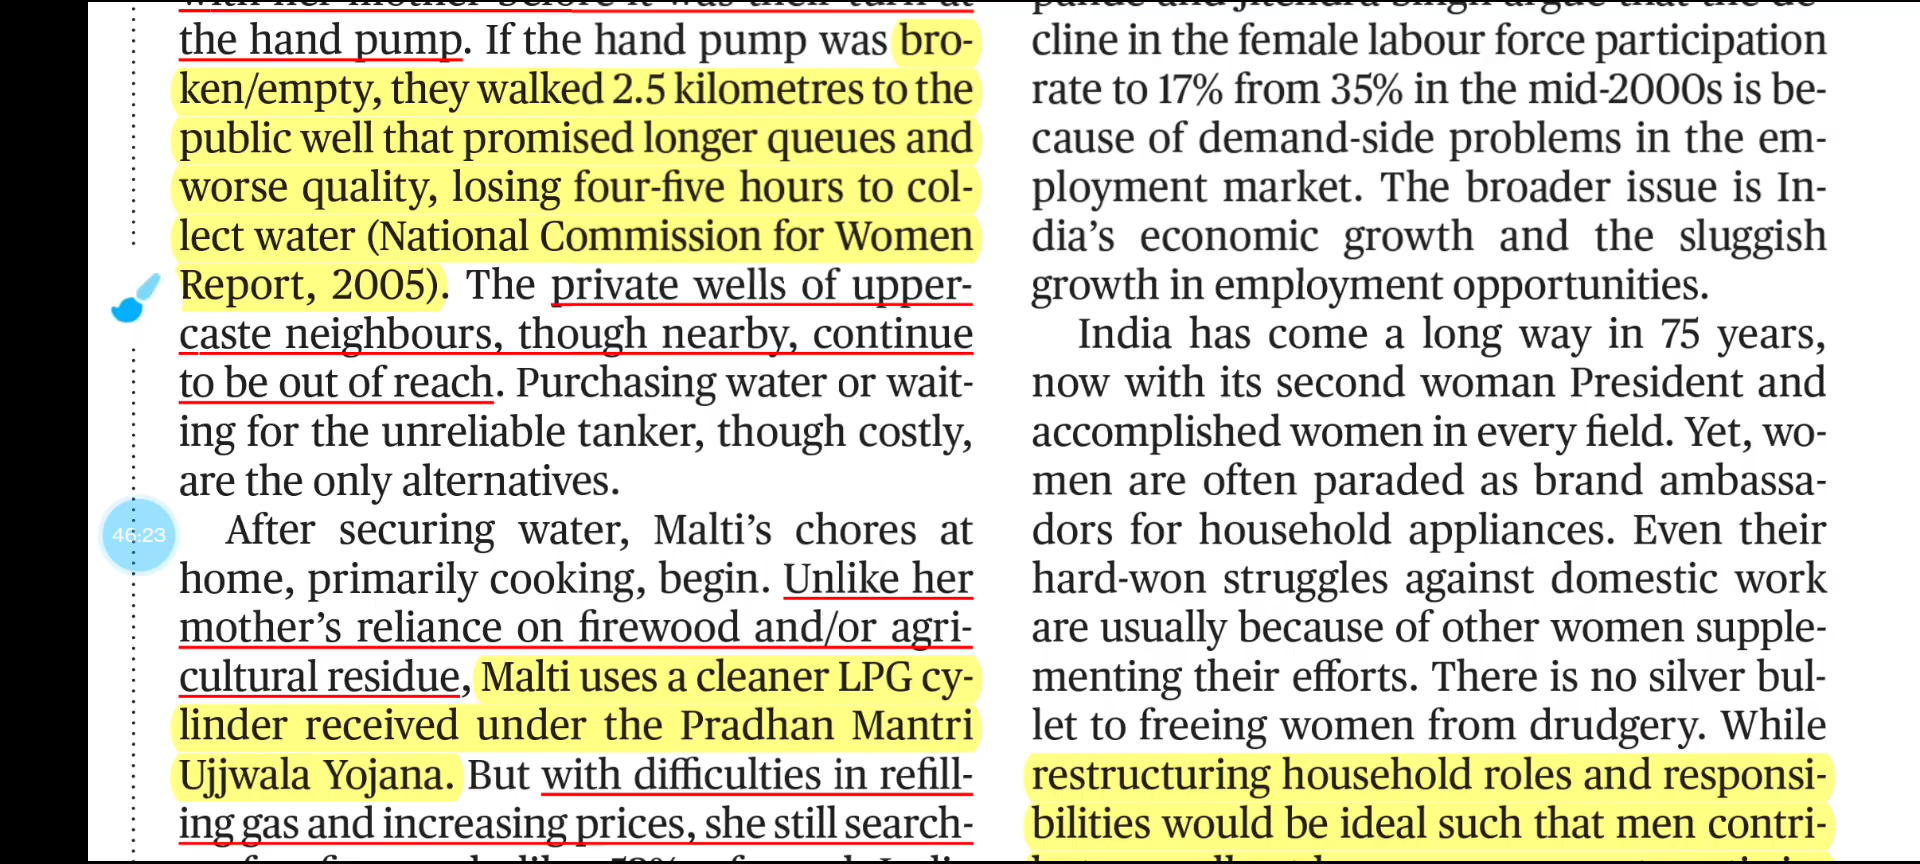 the hand pump. If the hand pump was bro-
ken/empty, they walked 2.5 kilometres to the
public well that promised longer queues and
worse quality, losing four-five hours to col-
lect water (National Commission for Women
Report, 2005). The private wells of upper-
caste neighbours, though nearby, continue
to be out of reach. Purchasing water or wait-
ing for the unreliable tanker, though costly,
are the only alternatives.
After securing water, Malti’s chores at
home, primarily cooking, begin. Unlike her
mother’s reliance on firewood and/or agri-
cultural residue, Malti uses a cleaner LPG cy-
linder received under the Pradhan Mantri
Ujjwala Yojana. But with difficulties in refill-
ing gas and increasing prices, she still search-
46:23
cline in the female labour force participation
rate to 17% from 35% in the mid-2000s is be-
cause of demand-side problems in the em-
ployment market. The broader issue is In-
dia’s economic growth and the sluggish
growth in employment opportunities.
India has come a long way in 75 years,
now with its second woman President and
accomplished women in every field. Yet, wo-
men are often paraded as brand ambassa-
dors for household appliances. Even their
hard-won struggles against domestic work
are usually because of other women supple-
menting their efforts. There is no silver bul-
let to freeing women from drudgery. While
restructuring household roles and responsi-
bilities would be ideal such that men contri-